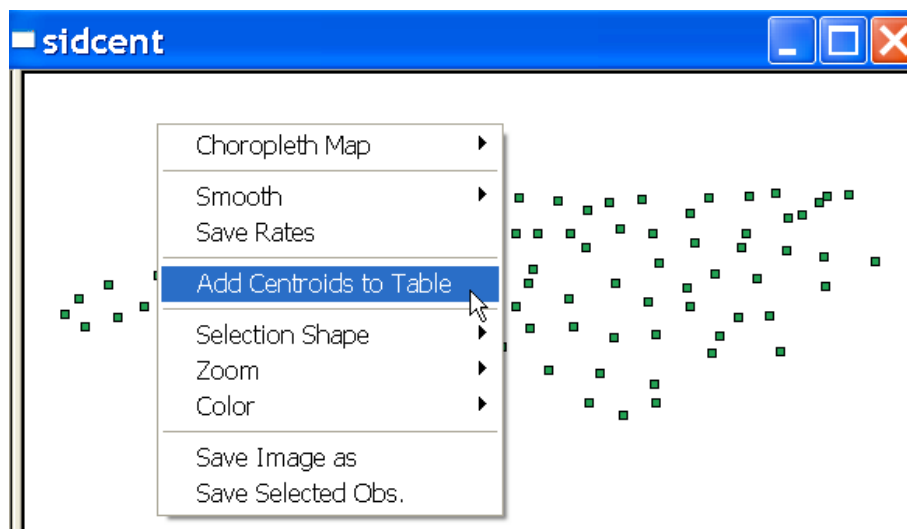 sidcent
Choropleth Map
Smooth
Save Rates
Add Centroids to Table
Selection Shape
Zoom
Color
Save Image as
Save Selected Obs.